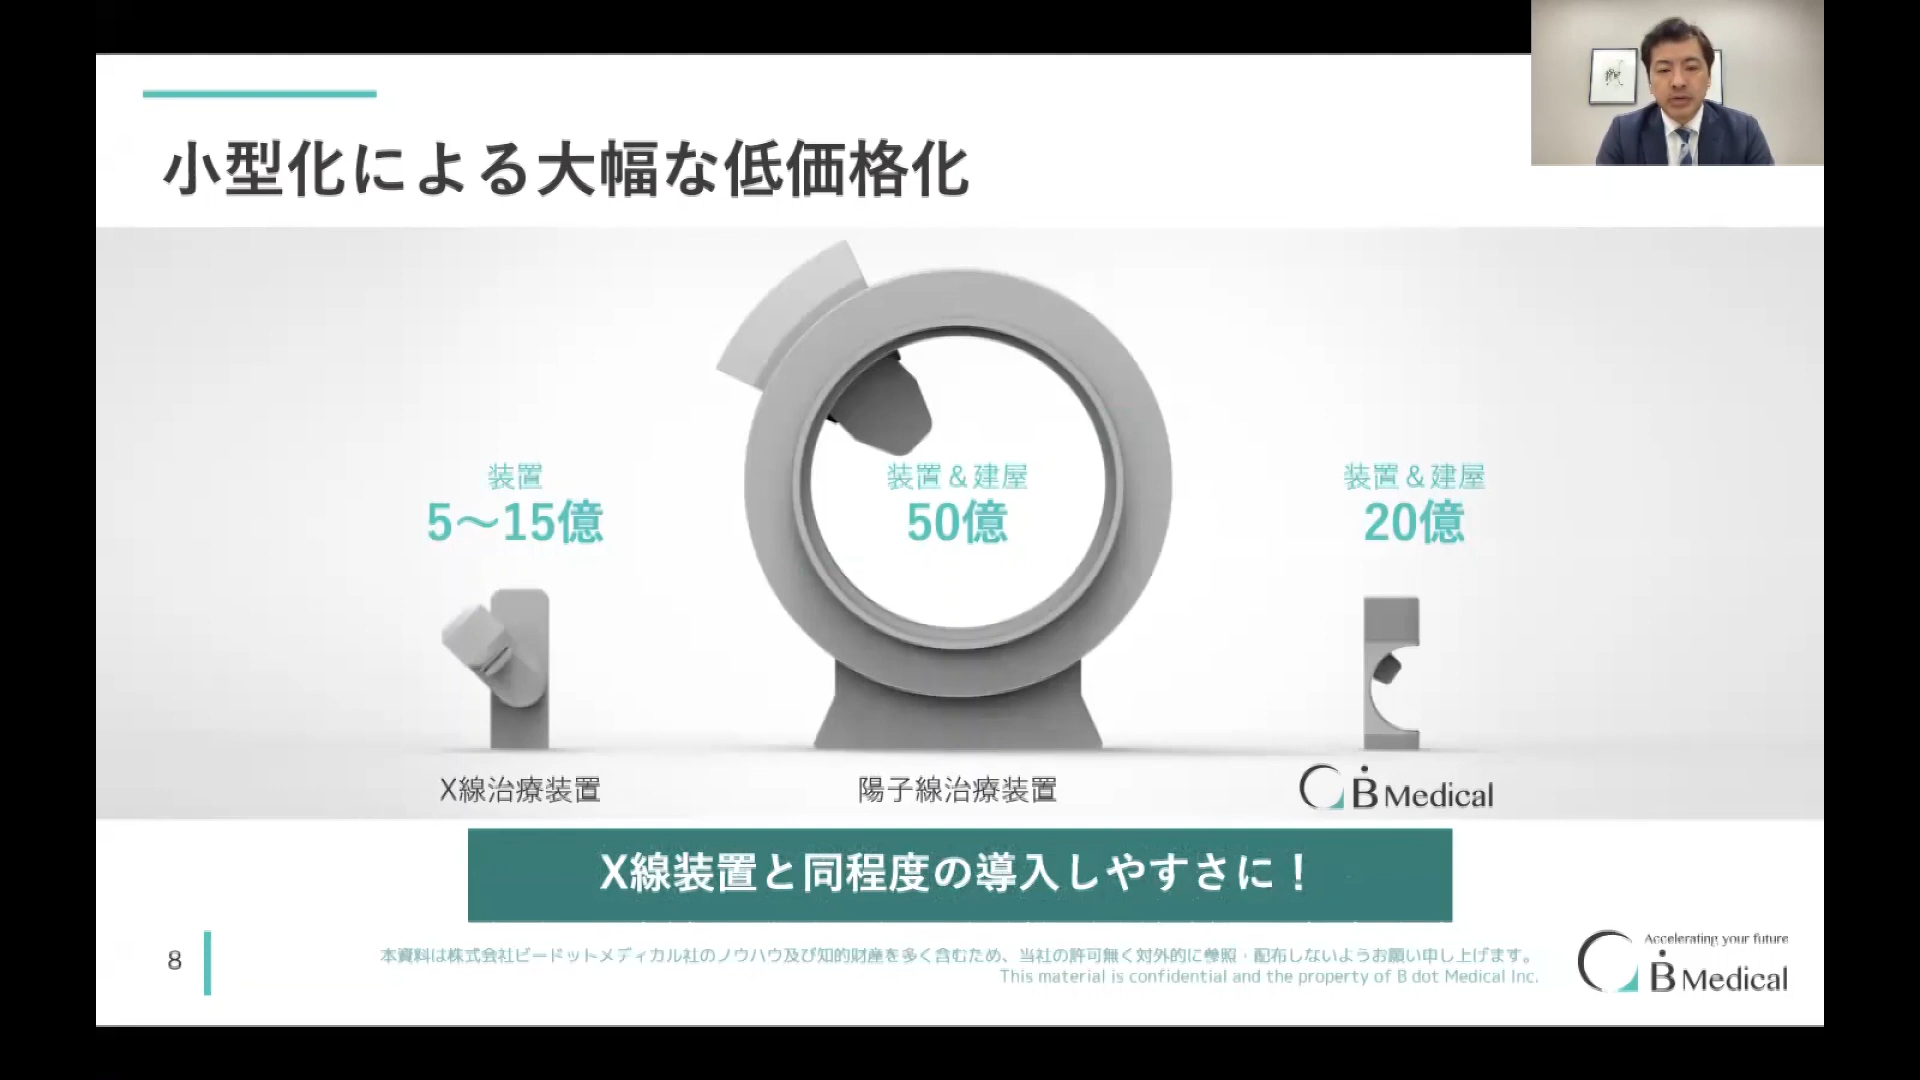 小型化による大幅な低価格化
装置
5〜15億
装置＆建屋
50億
装置＆建屋
20億
X線治療装置
陽子線治療装置
B Medical
X線装置と同程度の導入しやすさに！
8
本資料は株式会社ビードットメディカル社のノウハウ及び知的財産を多く含むため、当社の許可無く対外的に参照・配布しないようお願い申し上げます。
This material is confidential and the property of B dot Medical Inc.
Accelerating your future
B Medical